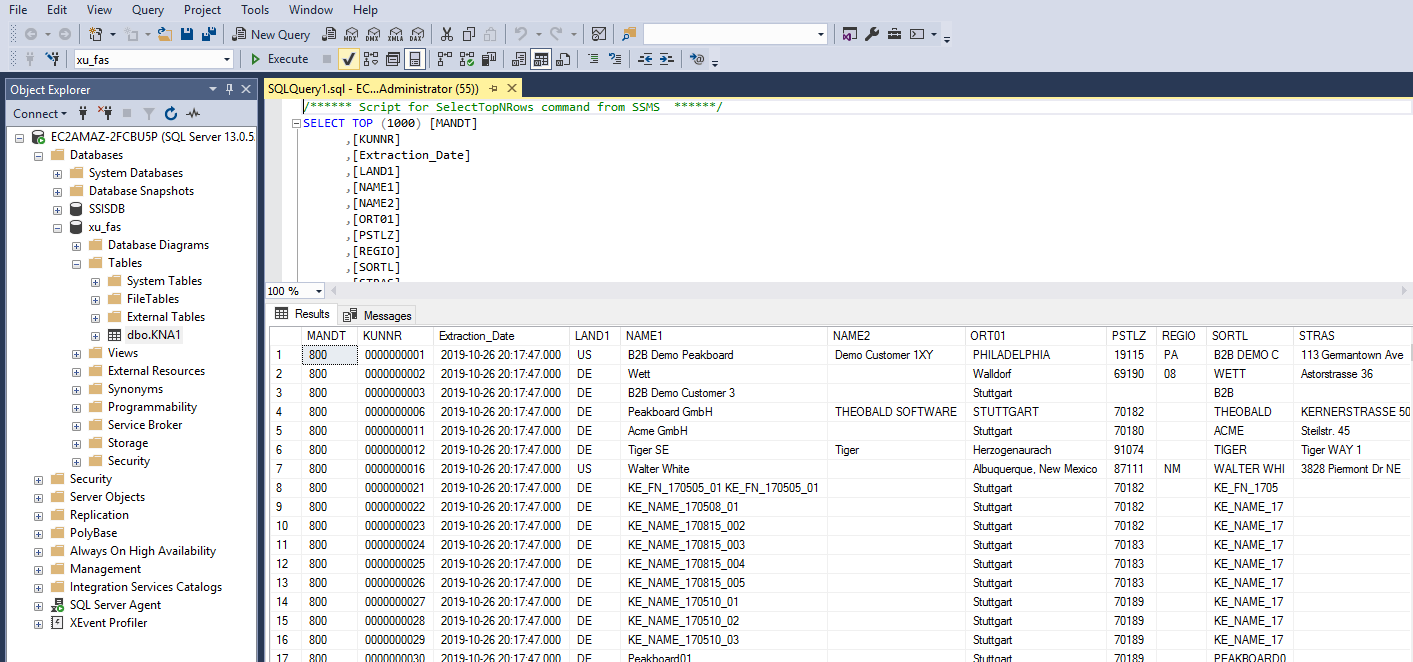 File Edit View Query Project Tools Window Help
New Query MDX DMX XMLA DAX
xu_fas Execute
Object Explorer
Connect
EC2AMAZ-2FCBU5P (SQL Server 13.0.5
Databases
System Databases
Database Snapshots
SSISDB
xu_fas
Database Diagrams
Tables
System Tables
FileTables
External Tables
dbo.KNA1
Views
External Resources
Synonyms
Programmability
Service Broker
Storage
Security
Security
Server Objects
Replication
PolyBase
Always On High Availability
Management
Integration Services Catalogs
SQL Server Agent
XEvent Profiler
SQLQuery1.sql - EC...Administrator (55))
/****** Script for SelectTopNRows command from SSMS ******/
SELECT TOP (1000) [MANDT]
,[KUNNR]
,[Extraction_Date]
,[LAND1]
,[NAME1]
,[NAME2]
,[ORT01]
,[PSTLZ]
,[REGIO]
,[SORTL]
,[STRAS]
100 %
Results Messages
MANDT KUNNR Extraction_Date LAND1 NAME1 NAME2 ORT01 PSTLZ REGIO SORTL STRAS
1 800 0000000001 2019-10-26 20:17:47.000 US B2B Demo Peakboard Demo Customer 1XY PHILADELPHIA 19115 PA B2B DEMO C 113 Germantown Ave
2 800 0000000002 2019-10-26 20:17:47.000 DE Wett Walldorf 69190 08 WETT Astorstrasse 36
3 800 0000000003 2019-10-26 20:17:47.000 DE B2B Demo Customer 3 Stuttgart B2B
4 800 0000000006 2019-10-26 20:17:47.000 DE Peakboard GmbH THEOBALD SOFTWARE STUTTGART 70182 THEOBALD KERNERSTRASSE 50
5 800 0000000011 2019-10-26 20:17:47.000 DE Acme GmbH Stuttgart 70180 ACME Steilstr. 45
6 800 0000000012 2019-10-26 20:17:47.000 DE Tiger SE Tiger Herzogenaurach 91074 TIGER Tiger WAY 1
7 800 0000000016 2019-10-26 20:17:47.000 US Walter White Albuquerque, New Mexico 87111 NM WALTER WHI 3828 Piermont Dr NE
8 800 0000000021 2019-10-26 20:17:47.000 DE KE_FN_170505_01 KE_FN_170505_01 Stuttgart 70182 KE_FN_1705
9 800 0000000022 2019-10-26 20:17:47.000 DE KE_NAME_170508_01 Stuttgart 70182 KE_NAME_17
10 800 0000000023 2019-10-26 20:17:47.000 DE KE_NAME_170815_002 Stuttgart 70182 KE_NAME_17
11 800 0000000024 2019-10-26 20:17:47.000 DE KE_NAME_170815_003 Stuttgart 70183 KE_NAME_17
12 800 0000000025 2019-10-26 20:17:47.000 DE KE_NAME_170815_004 Stuttgart 70183 KE_NAME_17
13 800 0000000026 2019-10-26 20:17:47.000 DE KE_NAME_170815_005 Stuttgart 70183 KE_NAME_17
14 800 0000000027 2019-10-26 20:17:47.000 DE KE_NAME_170510_01 Stuttgart 70189 KE_NAME_17
15 800 0000000028 2019-10-26 20:17:47.000 DE KE_NAME_170510_02 Stuttgart 70189 KE_NAME_17
16 800 0000000029 2019-10-26 20:17:47.000 DE KE_NAME_170510_03 Stuttgart 70189 KE_NAME_17
17 800 0000000030 2019-10-26 20:17:47.000 DE Peakboard01 Stuttgart 70189 PEAKBOARD0